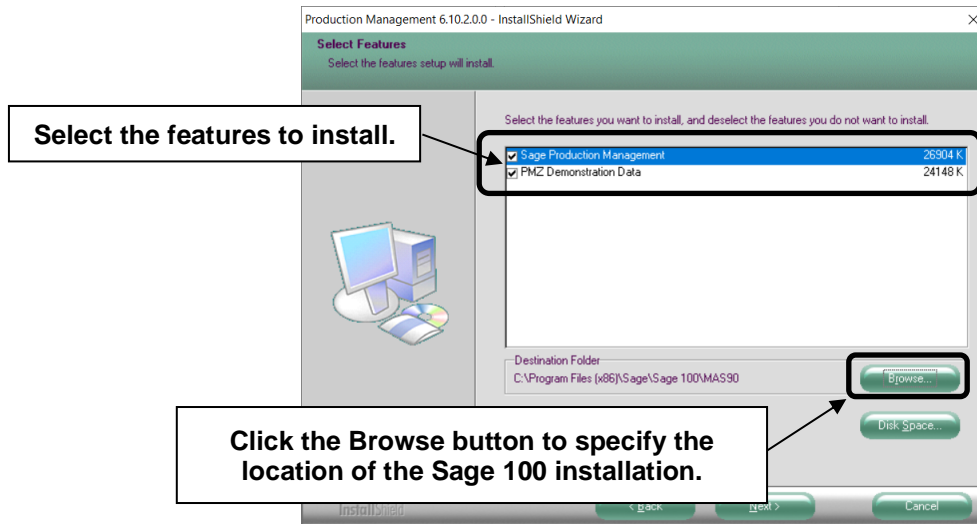 Production Management 6.10.2.0.0 - InstallShield Wizard
Select Features
Select the features setup will install.
Select the features to install.
Select the features you want to install, and deselect the features you do not want to install.
Sage Production Management 26904 K
PMZ Demonstration Data 24148 K
Destination Folder
C:\Program Files (x86)\Sage\Sage 100\MAS90
Browse...
Disk Space...
Click the Browse button to specify the
location of the Sage 100 installation.
InstallShield
< Back
Next >
Cancel